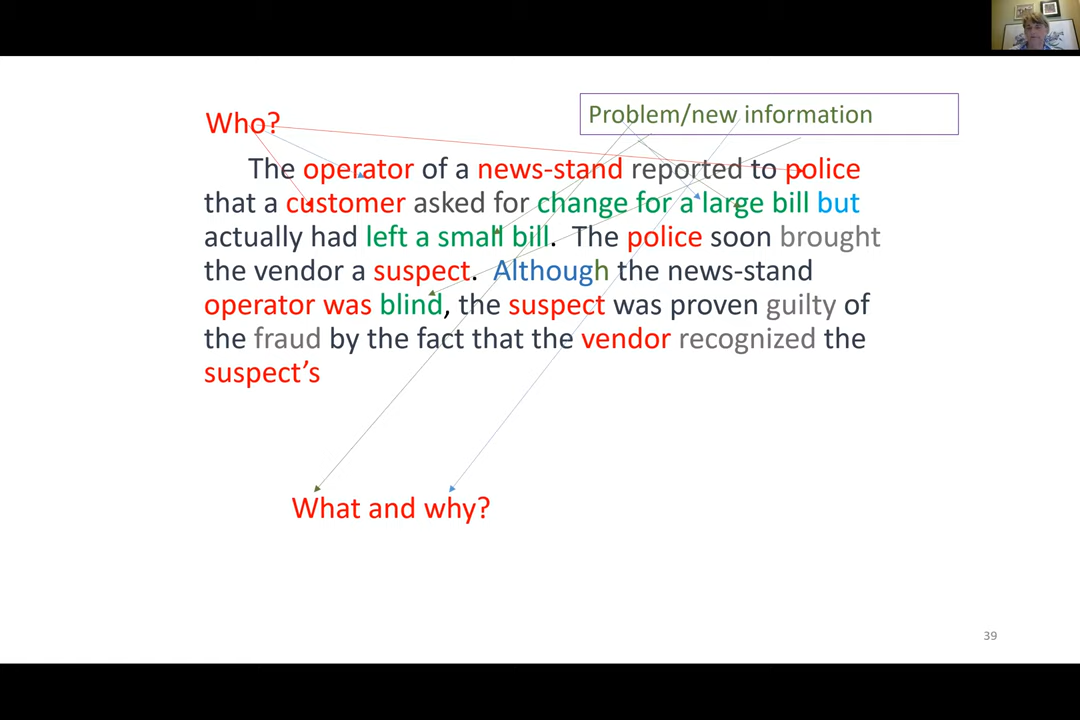 Who?
Problem/new information
The operator of a news-stand reported to police
that a customer asked for change for a large bill but
actually had left a small bill. The police soon brought
the vendor a suspect. Although the news-stand
operator was blind, the suspect was proven guilty of
the fraud by the fact that the vendor recognized the
suspect's
What and why?
39